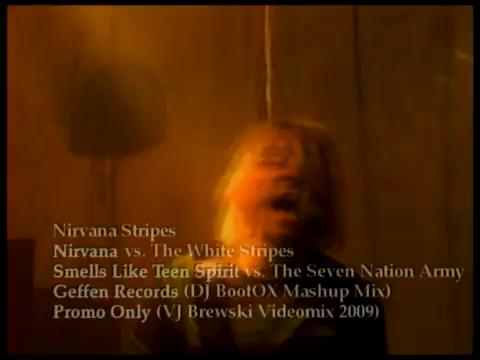 Nirvana Stripes
Nirvana vs. The White Stripes
Smells Like Teen Spirit vs. The Seven Nation Army
Geffen Records (DJ BootOX Mashup Mix)
Promo Only (VJ Brewski Videomix 2009)